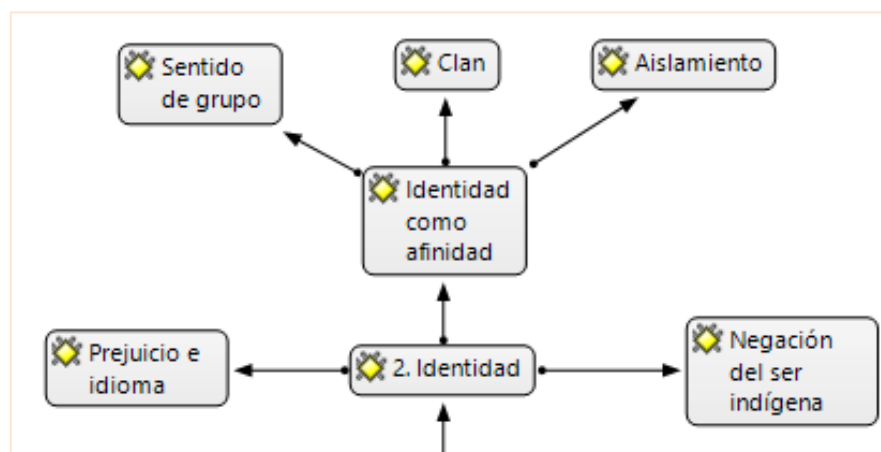 Sentido
de grupo
Clan
Aislamiento
Identidad
como
afinidad
Prejuicio e
idioma
2. Identidad
Negación
del ser
indígena